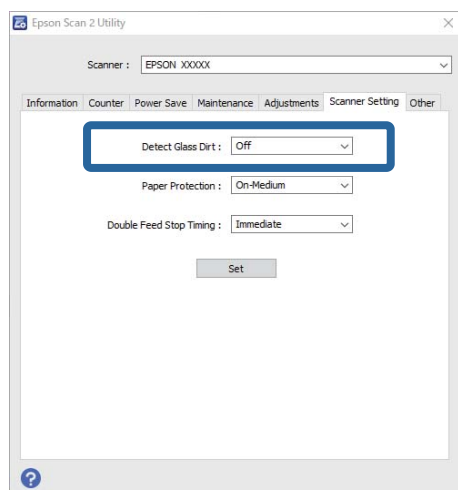 Epson Scan 2 Utility
Scanner : EPSON XXXXX
Information Counter Power Save Maintenance Adjustments Scanner Setting Other
Detect Glass Dirt : Off
Paper Protection : On-Medium
Double Feed Stop Timing : Immediate
Set
?